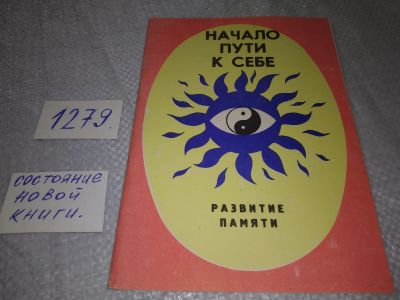 НАЧАЛО
ПУТИ
К СЕБЕ
РАЗВИТИЕ
ПАМЯТИ
1279.
состояние
новой
книги.